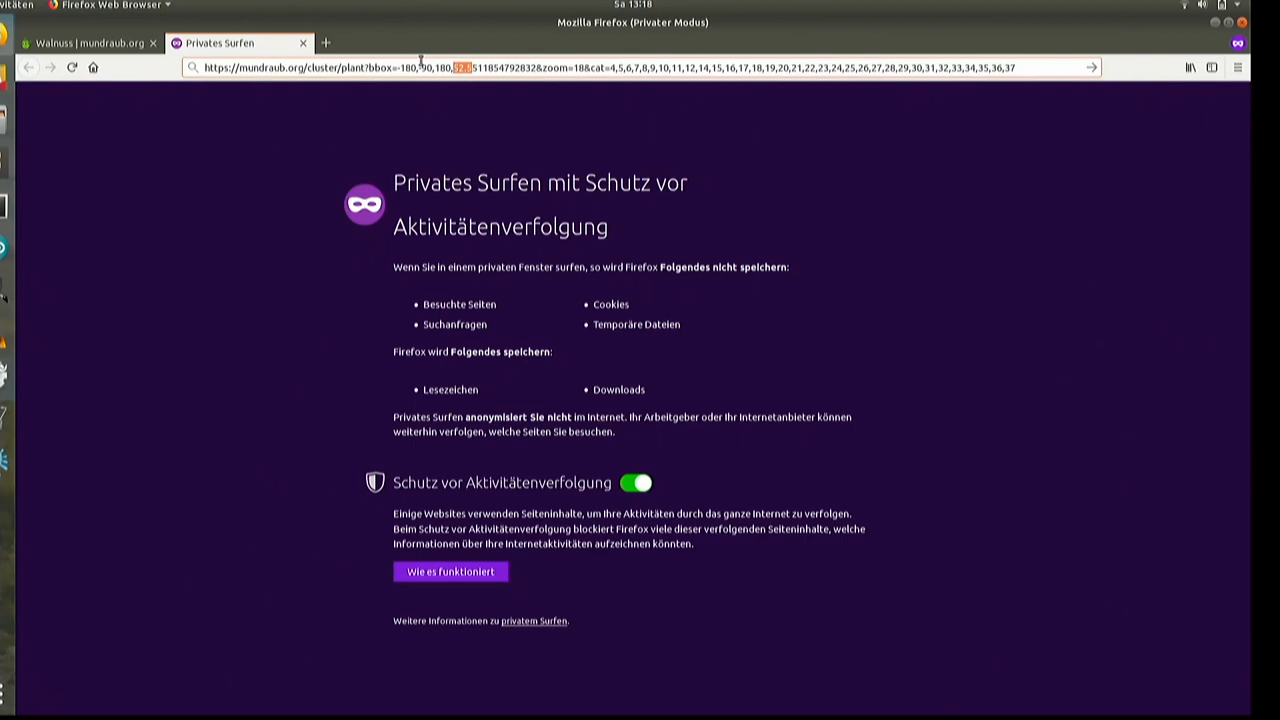 vitäten Firefox Web Browser Sa 13:18
Mozilla Firefox (Privater Modus)
Walnuss | mundraub.org Privates Surfen
https://mundraub.org/cluster/plant?bbox=-180,-90,180,52.5511854792832&zoom=18&cat=4,5,6,7,8,9,10,11,12,14,15,16,17,18,19,20,21,22,23,24,25,26,27,28,29,30,31,32,33,34,35,36,37
Privates Surfen mit Schutz vor
Aktivitätenverfolgung
Wenn Sie in einem privaten Fenster surfen, so wird Firefox Folgendes nicht speichern:
• Besuchte Seiten • Cookies
• Suchanfragen • Temporäre Dateien
Firefox wird Folgendes speichern:
• Lesezeichen • Downloads
Privates Surfen anonymisiert Sie nicht im Internet. Ihr Arbeitgeber oder Ihr Internetanbieter können
weiterhin verfolgen, welche Seiten Sie besuchen.
Schutz vor Aktivitätenverfolgung
Einige Websites verwenden Seiteninhalte, um Ihre Aktivitäten durch das ganze Internet zu verfolgen.
Beim Schutz vor Aktivitätenverfolgung blockiert Firefox viele dieser verfolgenden Seiteninhalte, welche
Informationen über Ihre Internetaktivitäten aufzeichnen könnten.
Wie es funktioniert
Weitere Informationen zu privatem Surfen.